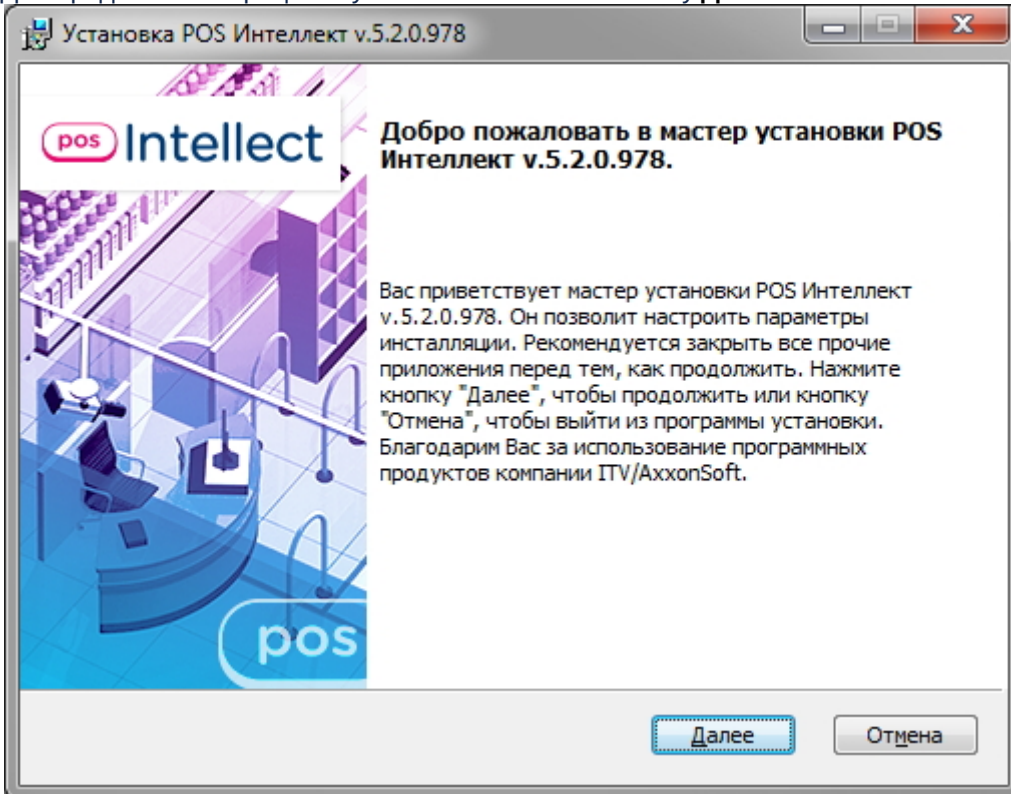 Установка POS Интеллект v.5.2.0.978
pos Intellect
Добро пожаловать в мастер установки POS
Интеллект v.5.2.0.978.
Вас приветствует мастер установки POS Интеллект
v.5.2.0.978. Он позволит настроить параметры
инсталляции. Рекомендуется закрыть все прочие
приложения перед тем, как продолжить. Нажмите
кнопку "Далее", чтобы продолжить или кнопку
"Отмена", чтобы выйти из программы установки.
Благодарим Вас за использование программных
продуктов компании ITV/AxxonSoft.
pos
Далее
Отмена